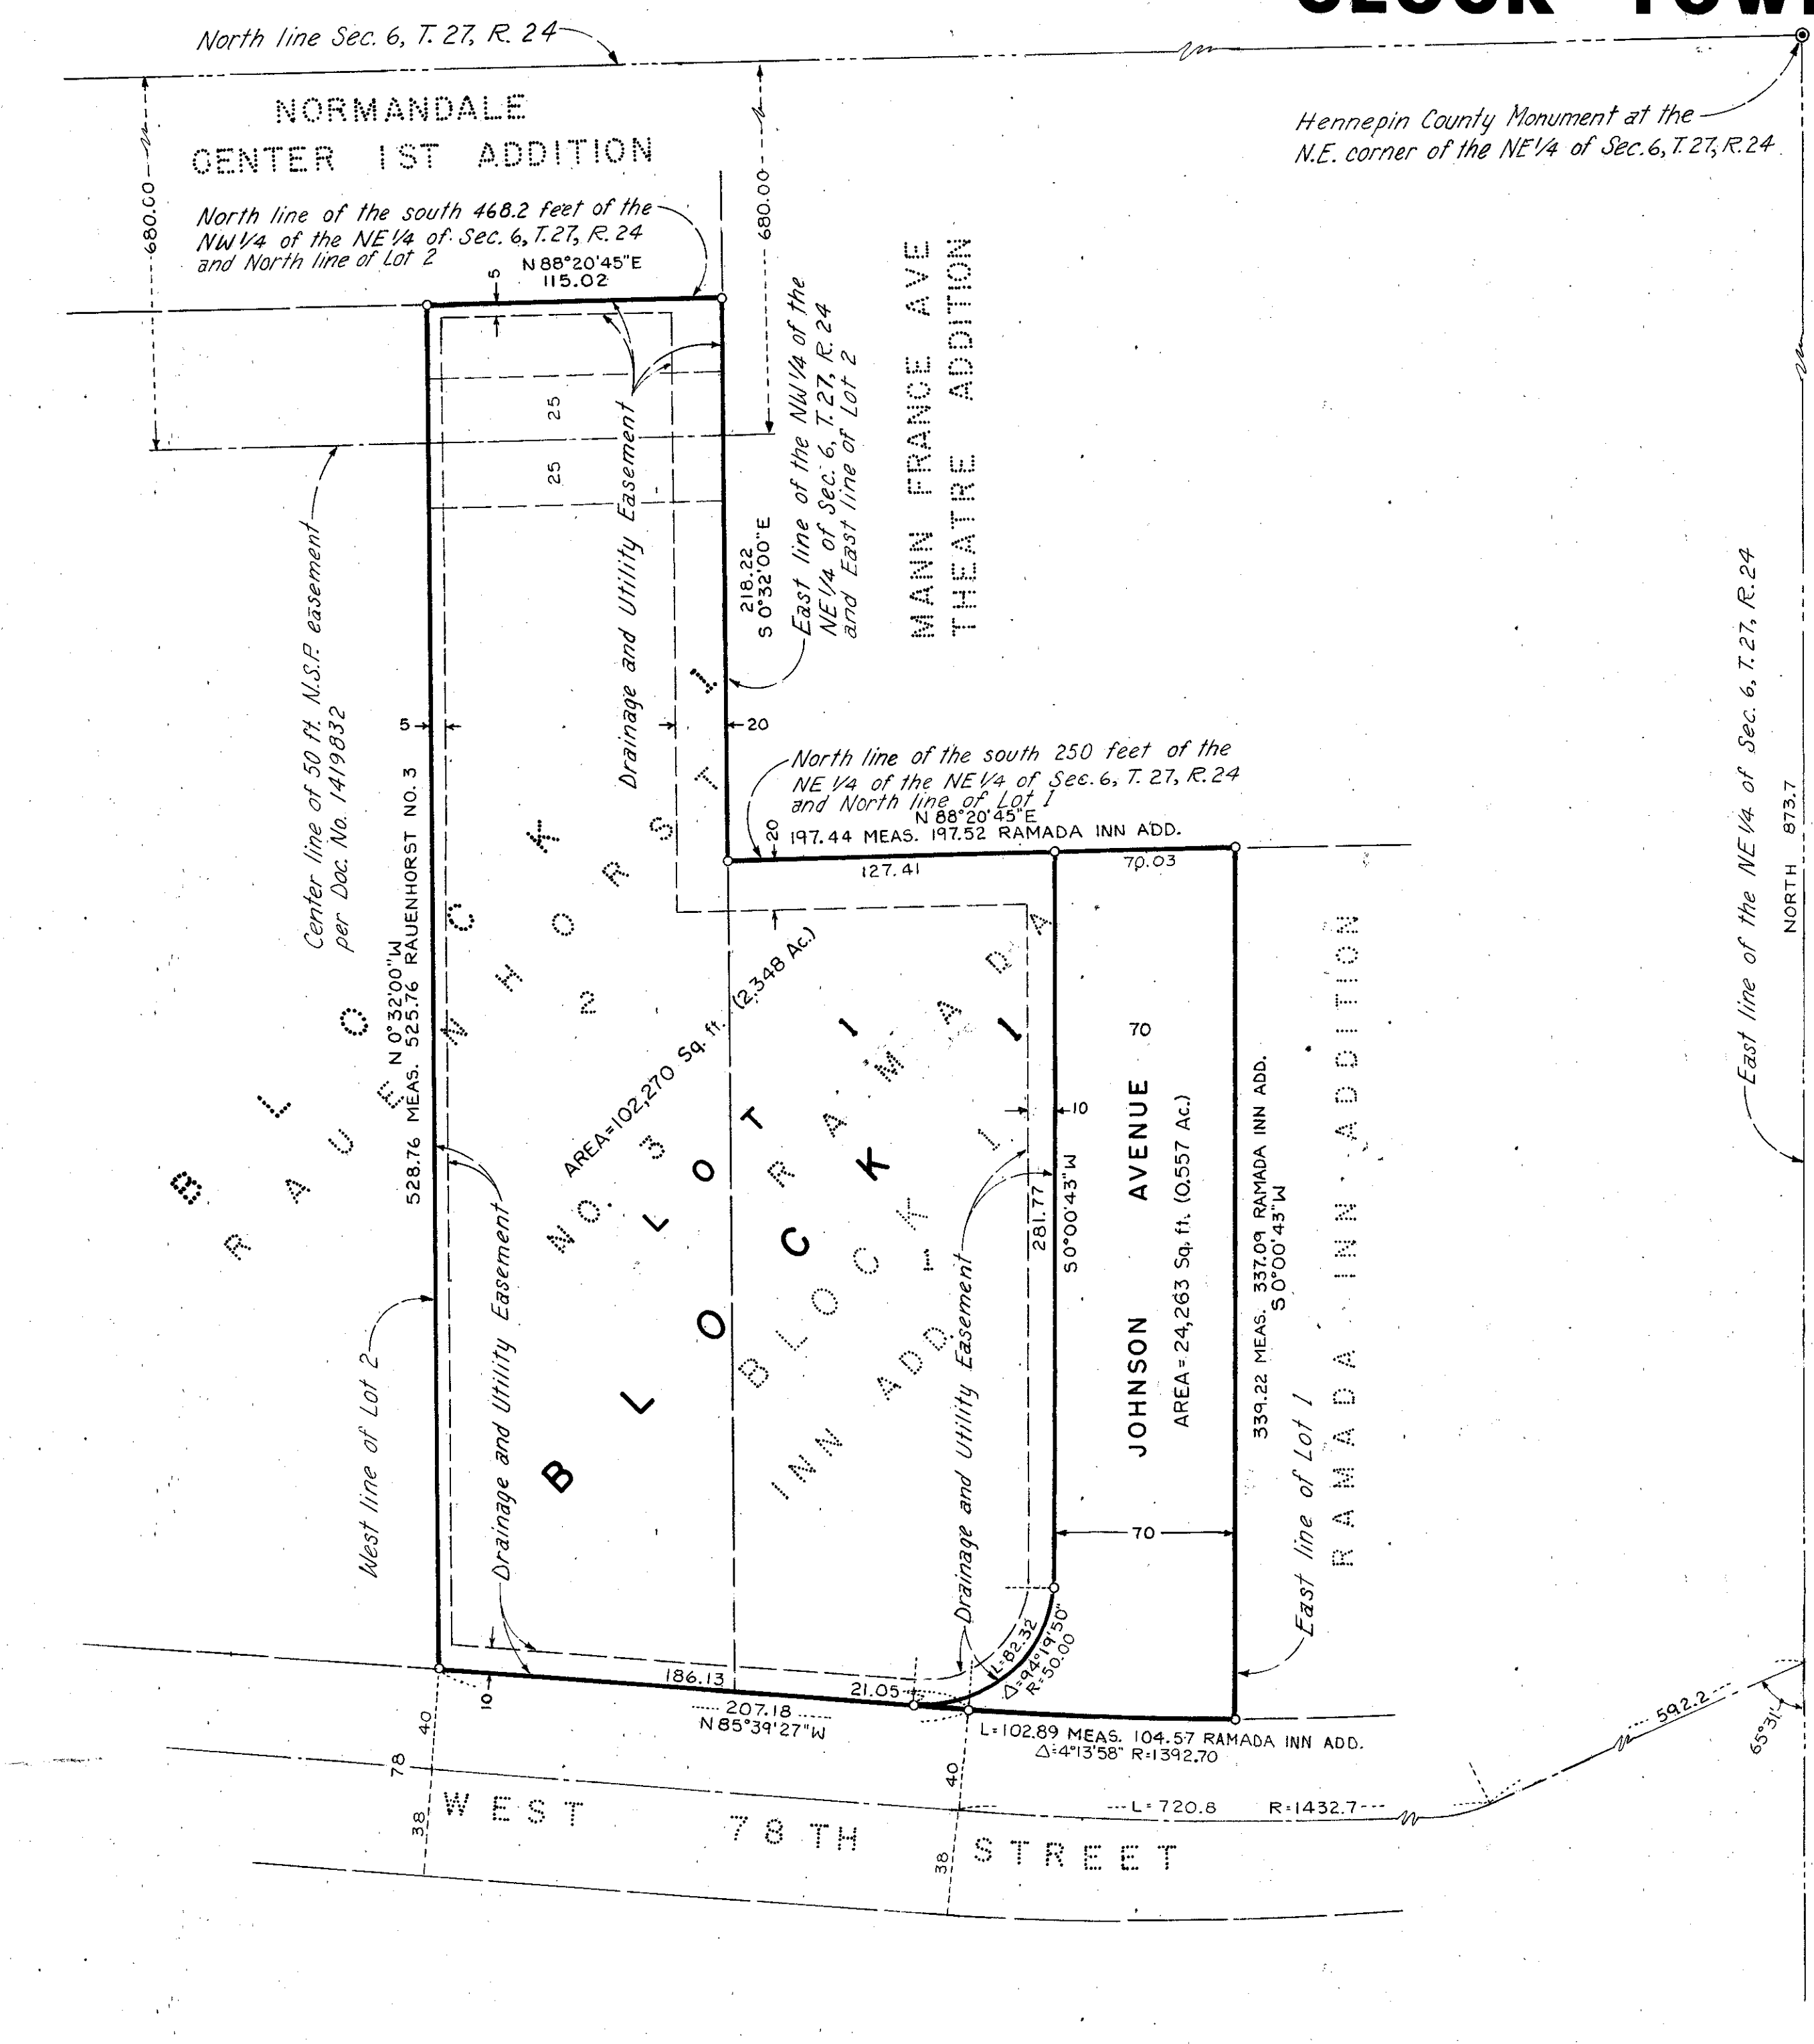 North line Sec. 6, T. 27, R. 24
Hennepin County Monument at the
N.E. corner of the NE 1/4 of Sec. 6, T. 27, R. 24
NORMANDALE
CENTER 1ST ADDITION
680.00
680.00
North line of the south 468.2 feet of the
NW 1/4 of the NE 1/4 of Sec. 6, T. 27, R. 24
and North line of Lot 2
N 88°20'45"E
115.02
5
25
25
Drainage and Utility Easement
218.22
S 0°32'00"E
East line of the NW 1/4 of the
NE 1/4 of Sec. 6, T. 27, R. 24
and East line of Lot 2
MANN FRANCE AVE
THEATRE ADDITION
Center line of 50 ft. N.S.P. easement
per Doc. No. 1419832
5
20
North line of the south 250 feet of the
NE 1/4 of the NE 1/4 of Sec. 6, T. 27, R. 24
and North line of Lot 1
N 88°20'45"E
20
197.44 MEAS. 197.52 RAMADA INN ADD.
127.41
70.03
East line of the NE 1/4 of Sec. 6, T. 27, R. 24
NORTH 873.7
N 0°32'00"W
528.76 MEAS. 525.76 RAUENHORST NO. 3
BLOCK 1
RAUENHORST
LOT 2
NO. 3
AREA=102,270 Sq. ft. (2.348 Ac.)
LOT 1
BLOCK 1
RAMADA
LOT 1
BLOCK 1
INN ADD.
10
281.77
S 0°00'43"W
70
JOHNSON AVENUE
AREA=24,263 Sq. ft. (0.557 Ac.)
70
339.22 MEAS. 337.09 RAMADA INN ADD.
S 0°00'43"W
RAMADA INN ADDITION
East line of Lot 1
West line of Lot 2
Drainage and Utility Easement
Drainage and Utility Easement
L=82.32
Δ=94°19'50"
R=50.00
186.13
21.05
10
207.18
N 85°39'27"W
L=102.89 MEAS. 104.57 RAMADA INN ADD.
Δ=4°13'58" R=1392.70
40
78
38
40
38
L=720.8 R=1432.7
592.2
65°31'
WEST 78TH STREET